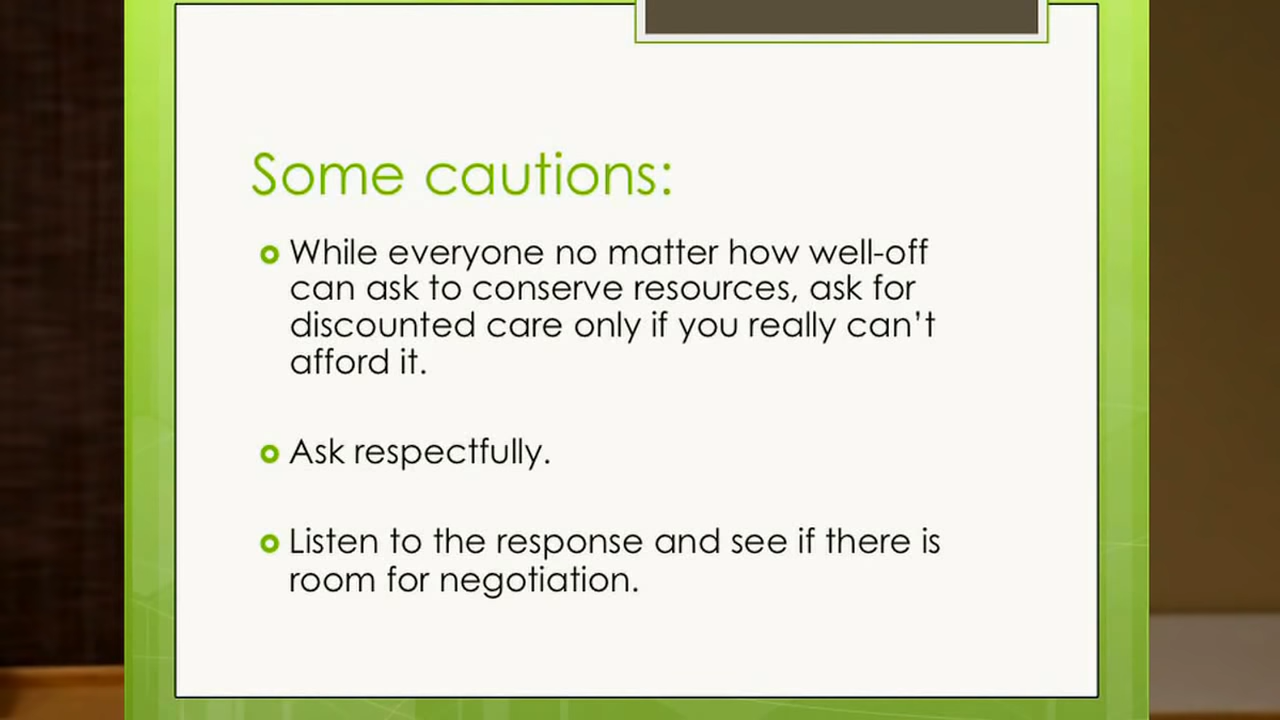 Some cautions:
While everyone no matter how well-off
can ask to conserve resources, ask for
discounted care only if you really can’t
afford it.
Ask respectfully.
Listen to the response and see if there is
room for negotiation.